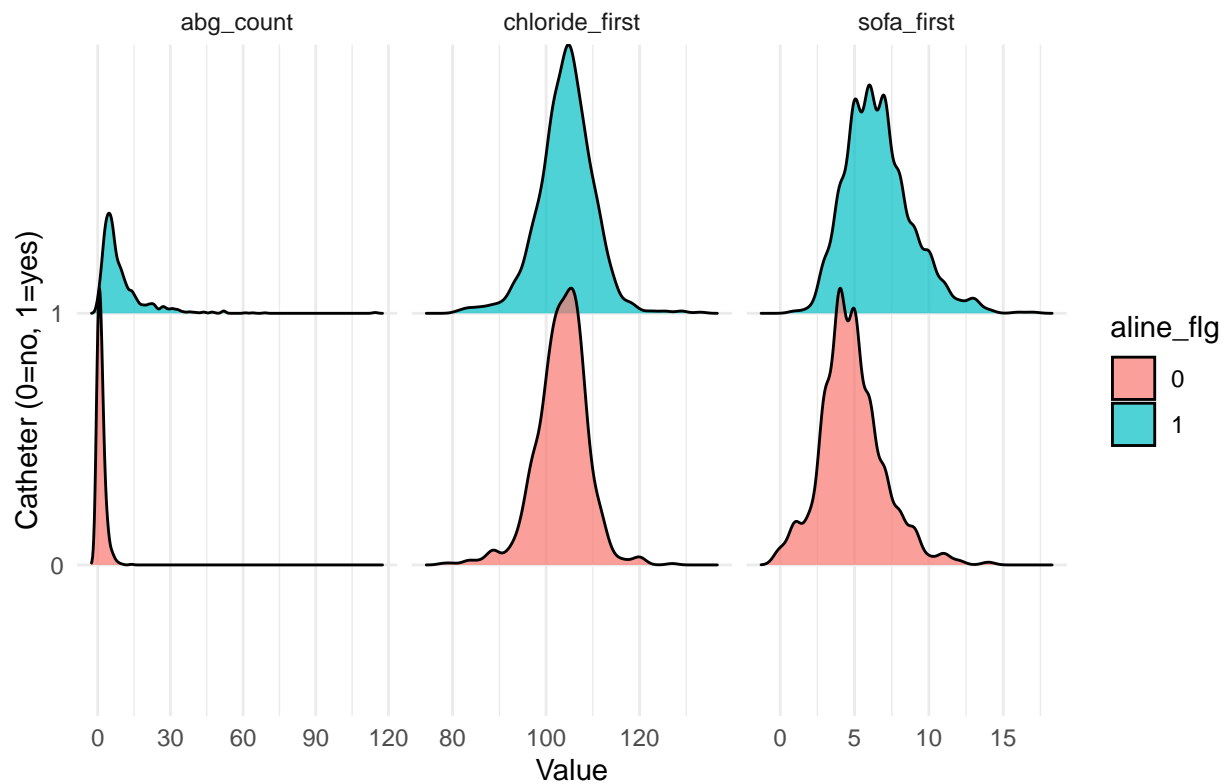 abg_count chloride_first sofa_first
Catheter (0=no, 1=yes)
1
0
aline_flg
0
1
0 30 60 90 120 80 100 120 0 5 10 15
Value